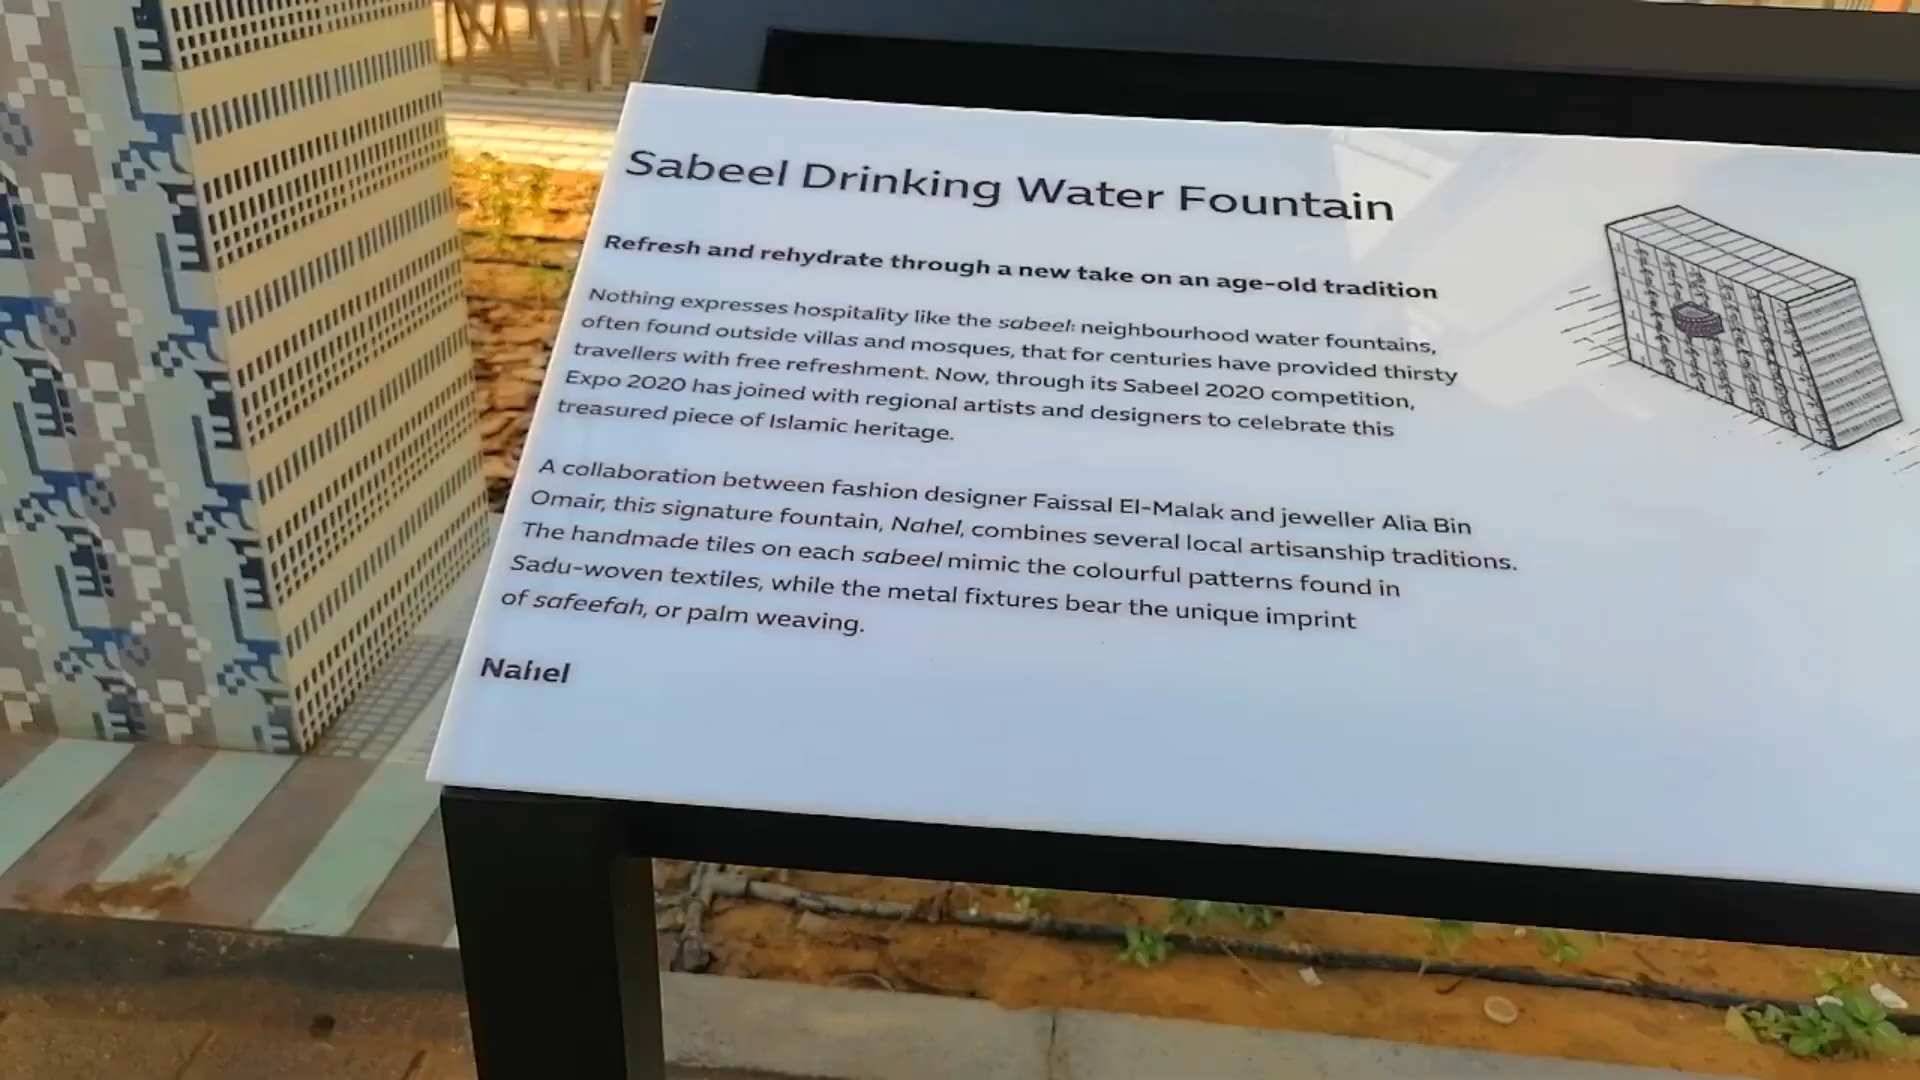 Sabeel Drinking Water Fountain
Refresh and rehydrate through a new take on an age-old tradition
Nothing expresses hospitality like the sabeel: neighbourhood water fountains,
often found outside villas and mosques, that for centuries have provided thirsty
travellers with free refreshment. Now, through its Sabeel 2020 competition,
Expo 2020 has joined with regional artists and designers to celebrate this
treasured piece of Islamic heritage.
A collaboration between fashion designer Faissal El-Malak and jeweller Alia Bin
Omair, this signature fountain, Nahel, combines several local artisanship traditions.
The handmade tiles on each sabeel mimic the colourful patterns found in
Sadu-woven textiles, while the metal fixtures bear the unique imprint
of safeefah, or palm weaving.
Nahel